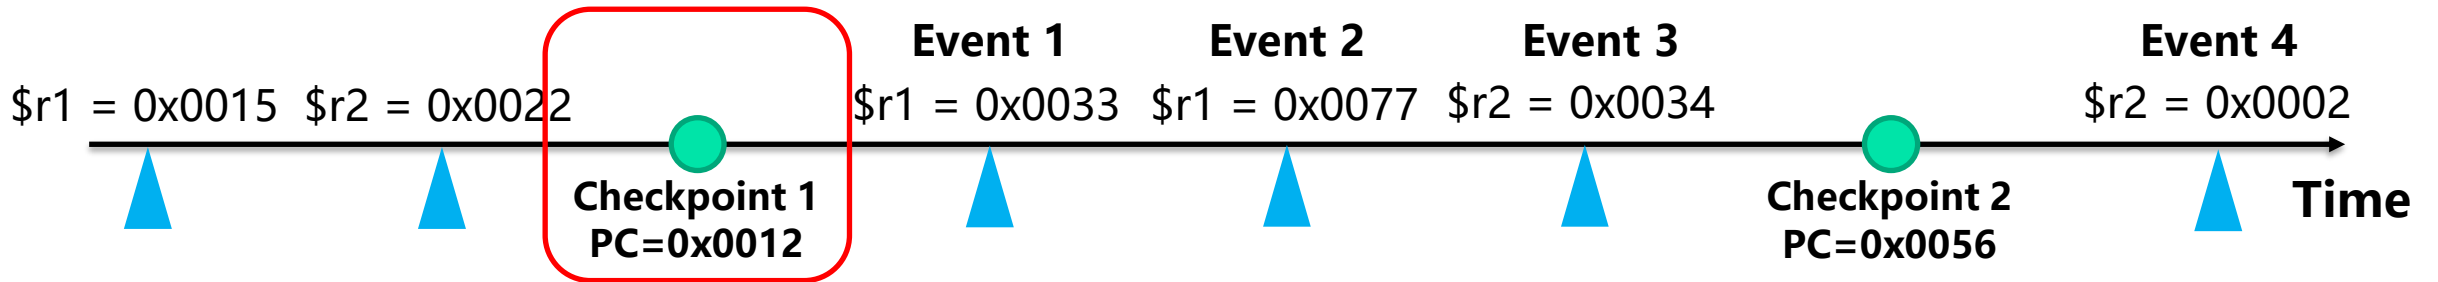 Event 1 Event 2 Event 3 Event 4
$r1 = 0x0015 $r2 = 0x0022 $r1 = 0x0033 $r1 = 0x0077 $r2 = 0x0034 $r2 = 0x0002
Checkpoint 1 Checkpoint 2 Time
PC=0x0012 PC=0x0056